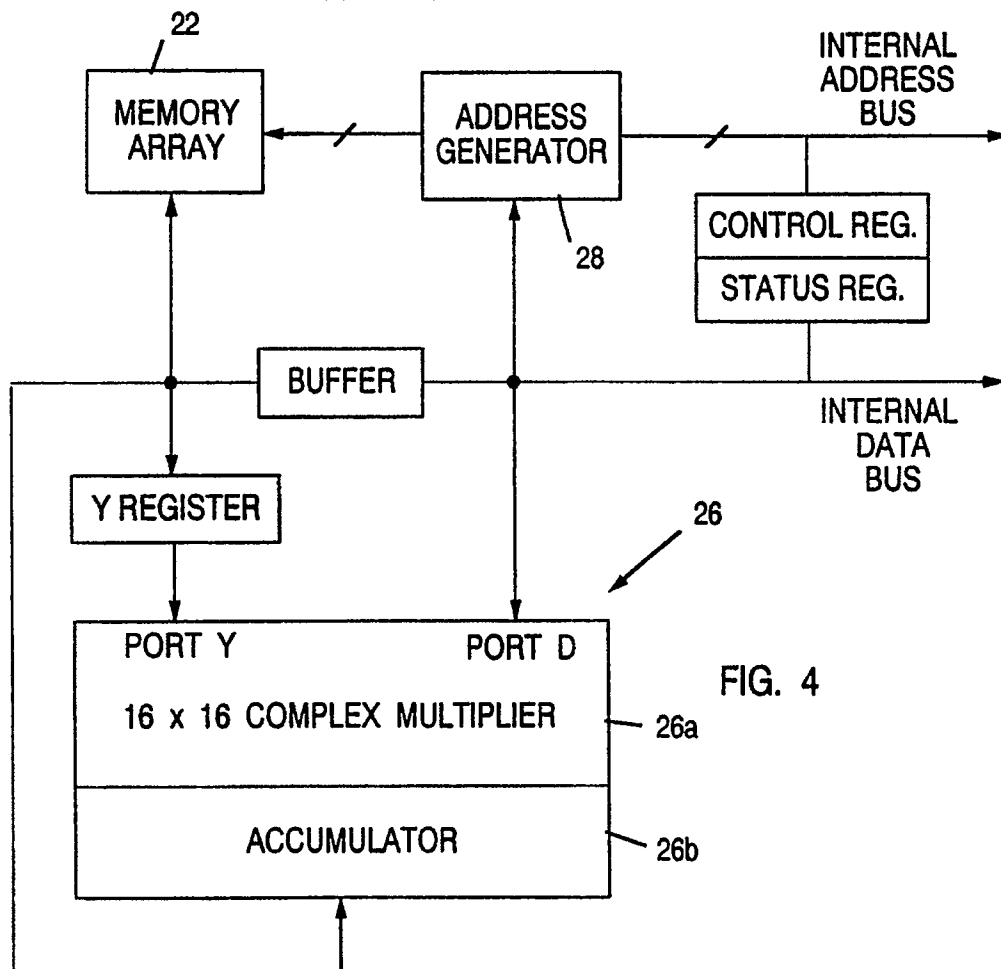 22
MEMORY
ARRAY
ADDRESS
GENERATOR
28
INTERNAL
ADDRESS
BUS
CONTROL REG.
STATUS REG.
BUFFER
INTERNAL
DATA
BUS
Y REGISTER
26
PORT Y PORT D
16 x 16 COMPLEX MULTIPLIER
26a
ACCUMULATOR
26b
FIG. 4